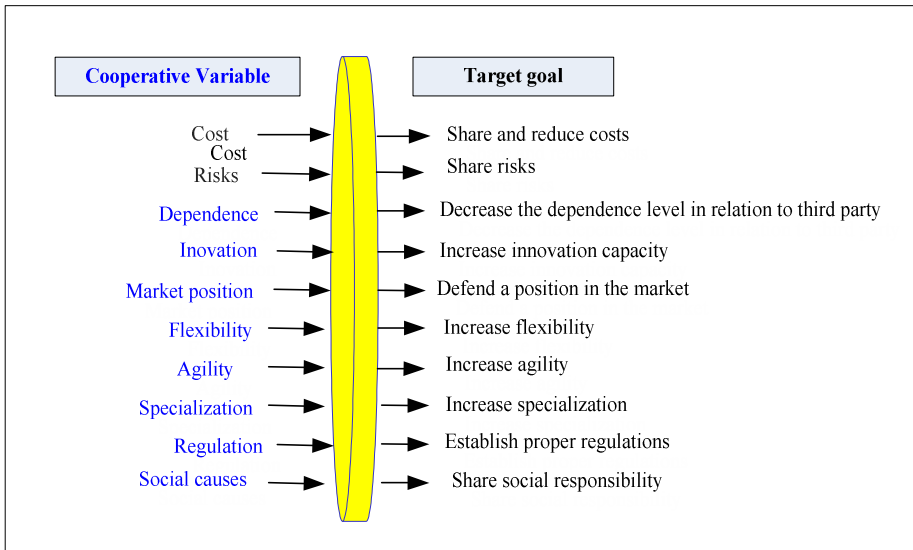 Cooperative Variable
Target goal
Cost
Share and reduce costs
Cost
Risks
Share risks
Dependence
Decrease the dependence level in relation to third party
Inovation
Increase innovation capacity
Market position
Defend a position in the market
Flexibility
Increase flexibility
Agility
Increase agility
Specialization
Increase specialization
Regulation
Establish proper regulations
Social causes
Share social responsibility